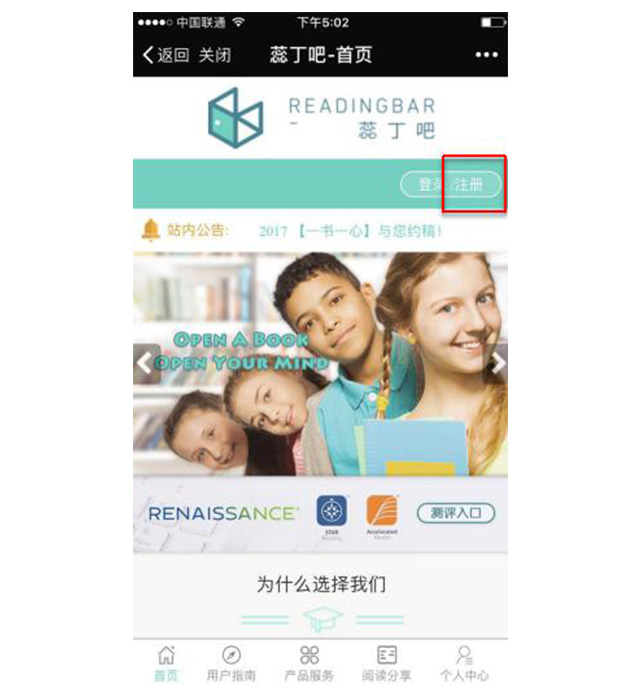 中国联通 下午5:02
返回 关闭 蕊丁吧-首页
READINGBAR
蕊丁吧
登录/注册
站内公告: 2017 【一书一心】与您约稿!
OPEN A BOOK
OPEN YOUR MIND
RENAISSANCE
STAR
Reading
Accelerated
Reader
测评入口
为什么选择我们
首页 用户指南 产品服务 阅读分享 个人中心